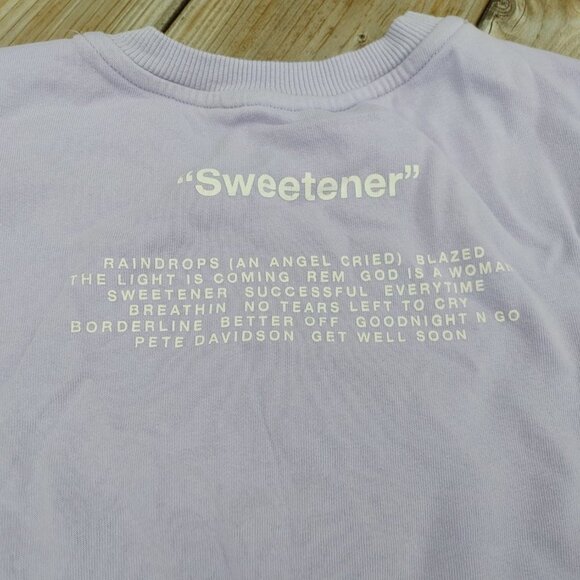 “Sweetener”
RAINDROPS (AN ANGEL CRIED) BLAZED
THE LIGHT IS COMING REM GOD IS A WOMAN
SWEETENER SUCCESSFUL EVERYTIME
BREATHIN NO TEARS LEFT TO CRY
BORDERLINE BETTER OFF GOODNIGHT N GO
PETE DAVIDSON GET WELL SOON